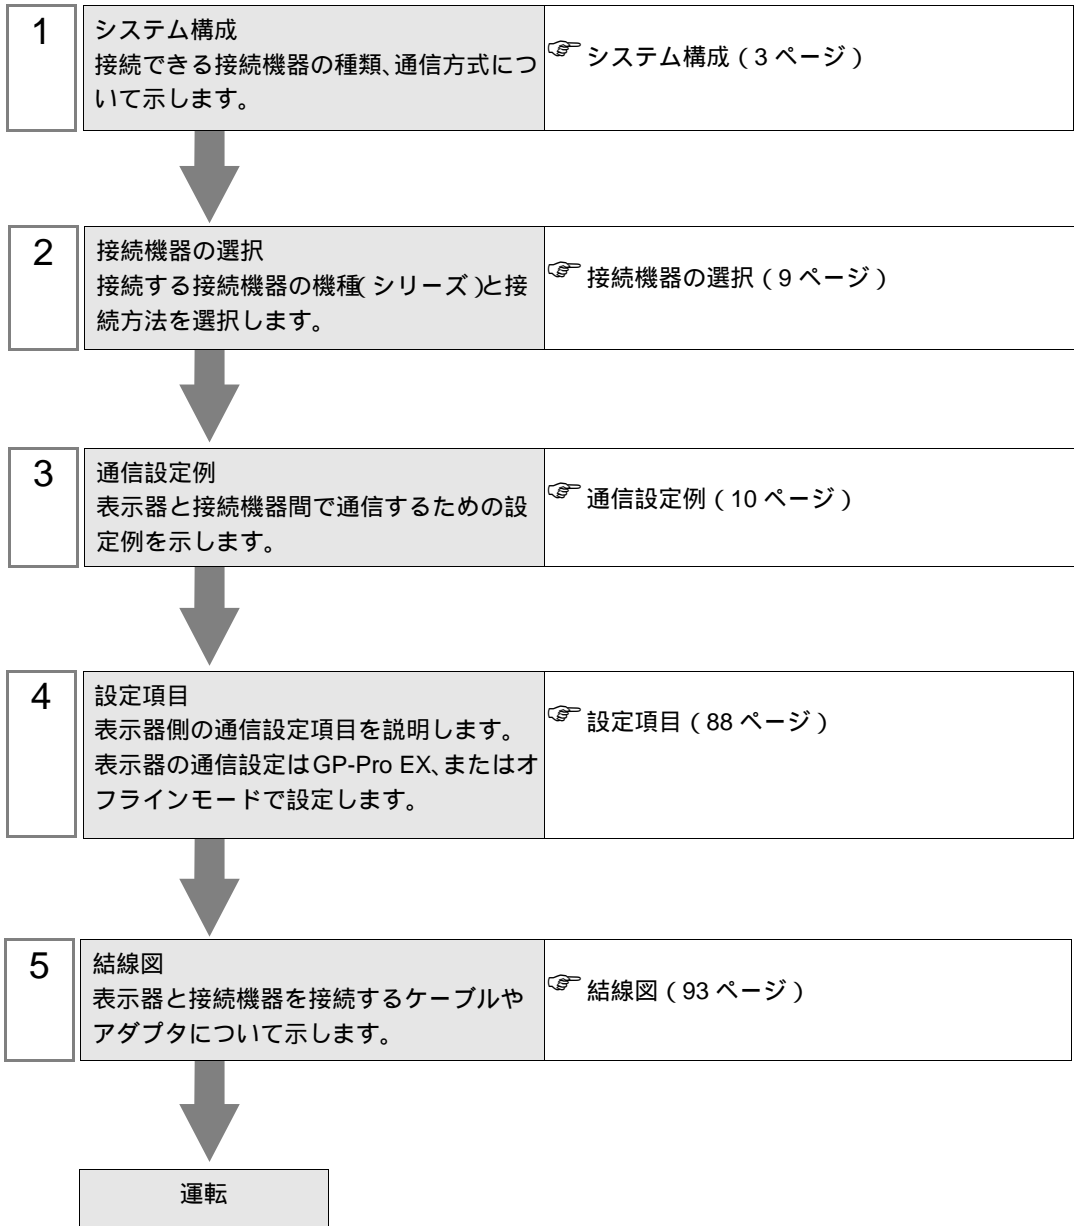 1
システム構成
接続できる接続機器の種類、通信方式につ
いて示します。
☞ システム構成 ( 3 ページ )
2
接続機器の選択
接続する接続機器の機種( シリーズ )と接
続方法を選択します。
☞ 接続機器の選択 ( 9 ページ )
3
通信設定例
表示器と接続機器間で通信するための設
定例を示します。
☞ 通信設定例 ( 10 ページ )
4
設定項目
表示器側の通信設定項目を説明します。
表示器の通信設定は GP-Pro EX、またはオ
フラインモードで設定します。
☞ 設定項目 ( 88 ページ )
5
結線図
表示器と接続機器を接続するケーブルや
アダプタについて示します。
☞ 結線図 ( 93 ページ )
運転